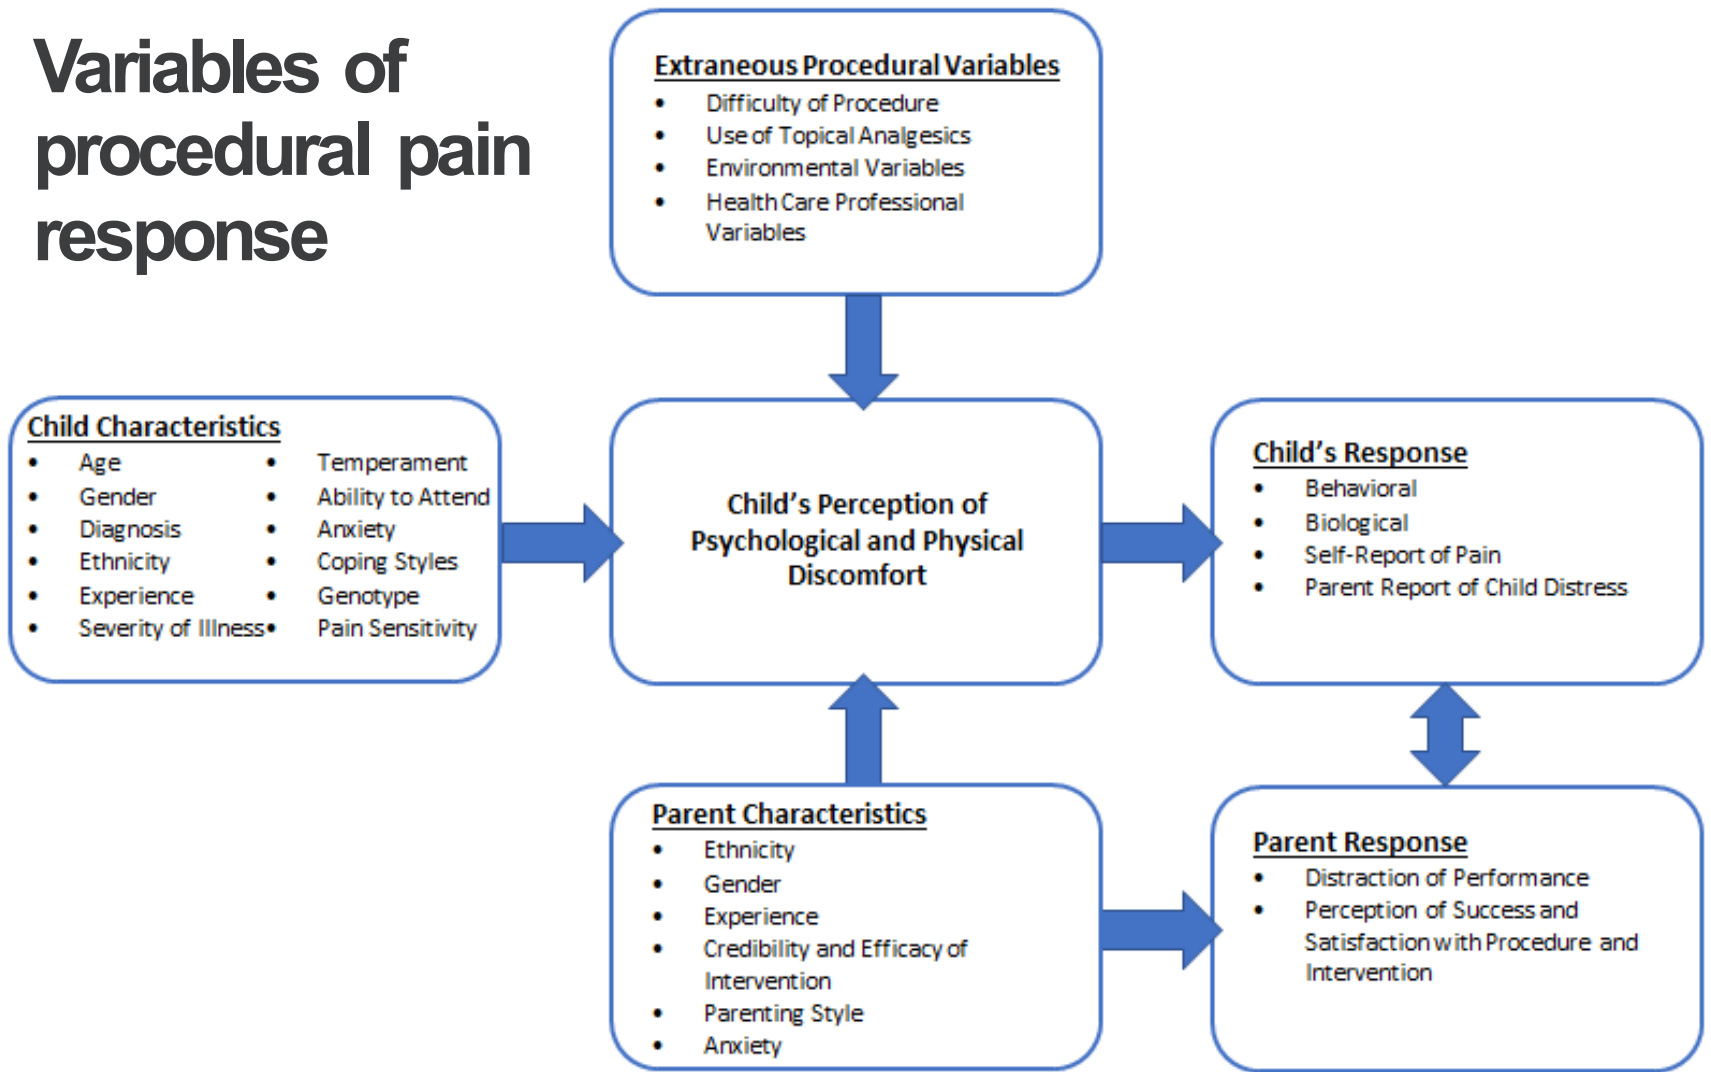 Variables of
procedural pain
response
Extraneous Procedural Variables
• Difficulty of Procedure
• Use of Topical Analgesics
• Environmental Variables
• Health Care Professional
Variables
Child Characteristics
• Age
• Gender
• Diagnosis
• Ethnicity
• Experience
• Severity of Illness
• Temperament
• Ability to Attend
• Anxiety
• Coping Styles
• Genotype
• Pain Sensitivity
Child's Perception of
Psychological and Physical
Discomfort
Child's Response
• Behavioral
• Biological
• Self-Report of Pain
• Parent Report of Child Distress
Parent Characteristics
• Ethnicity
• Gender
• Experience
• Credibility and Efficacy of
Intervention
• Parenting Style
• Anxiety
Parent Response
• Distraction of Performance
• Perception of Success and
Satisfaction with Procedure and
Intervention